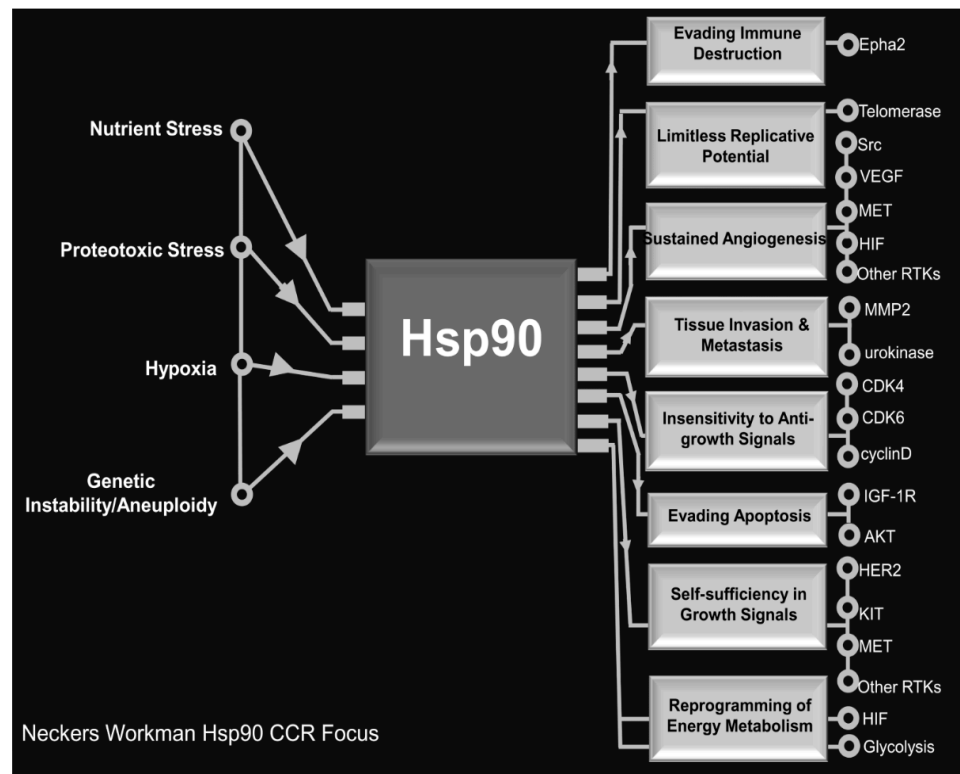 Nutrient Stress
Proteotoxic Stress
Hypoxia
Genetic
Instability/Aneuploidy
Hsp90
Evading Immune
Destruction
Epha2
Limitless Replicative
Potential
Telomerase
Sustained Angiogenesis
Src
VEGF
MET
HIF
Other RTKs
Tissue Invasion &
Metastasis
MMP2
urokinase
Insensitivity to Anti-
growth Signals
CDK4
CDK6
cyclinD
Evading Apoptosis
IGF-1R
AKT
Self-sufficiency in
Growth Signals
HER2
KIT
MET
Other RTKs
Reprogramming of
Energy Metabolism
HIF
Glycolysis
Neckers Workman Hsp90 CCR Focus